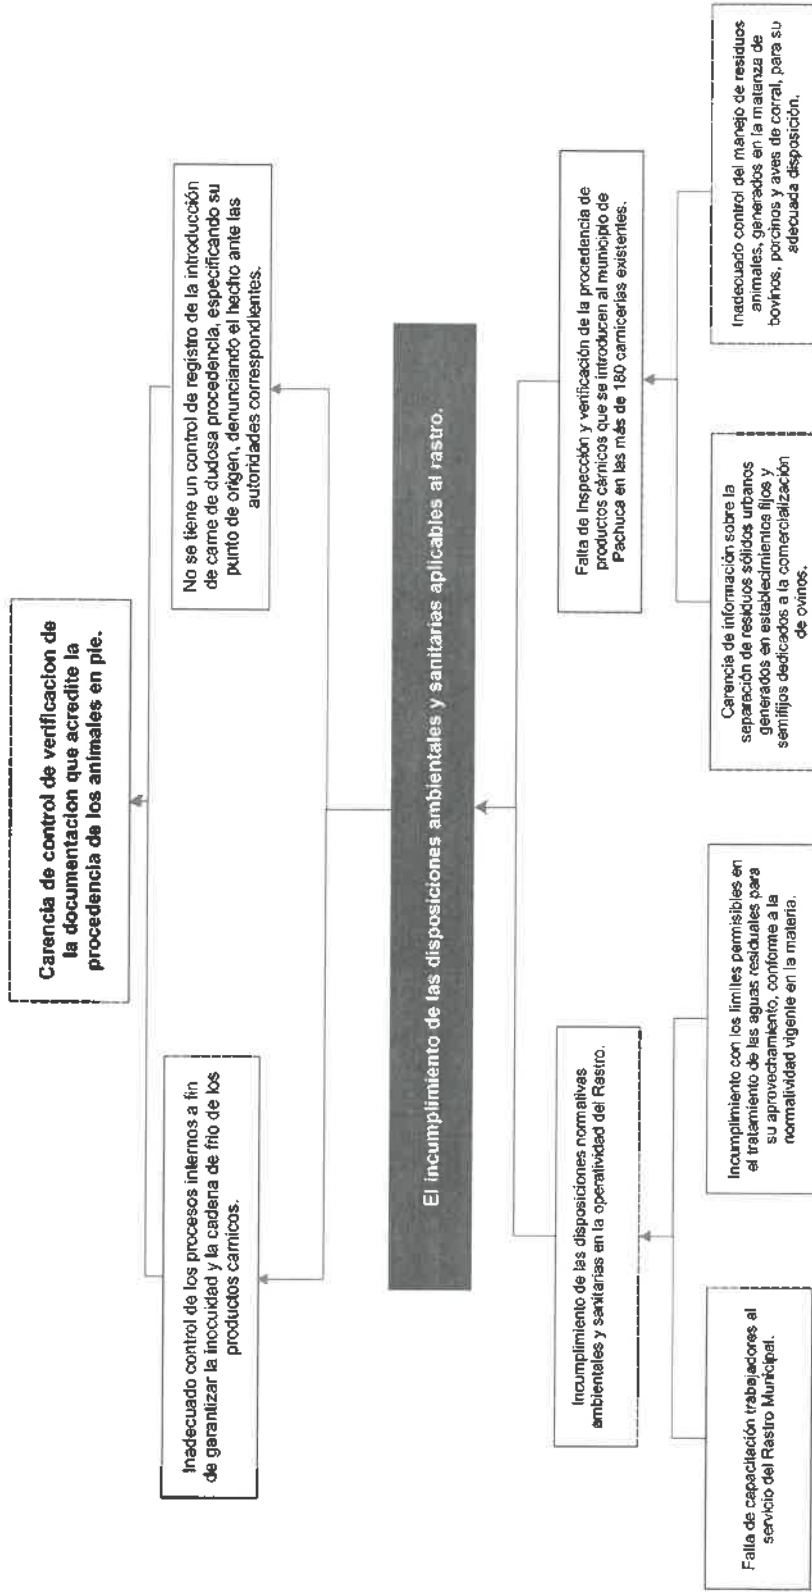 Carencia de control de verificacion de
la documentacion que acredite la
procedencia de los animales en pie.
Inadecuado control de los procesos internos a fin
de garantizar la inocuidad y la cadena de frio de los
productos carnicos.
No se tiene un control de registro de la introducción
de carne de dudosa procedencia, especificando su
punto de origen, denunciando el hecho ante las
autoridades correspondientes.
El incumplimiento de las disposiciones ambientales y sanitarias aplicables al rastro.
Incumplimiento de las disposiciones normativas
ambientales y sanitarias en la operatividad del Rastro.
Falta de Inspección y verificación de la procedencia de
productos cárnicos que se introducen al municipio de
Pachuca en las más de 180 carnicerías existentes.
Falta de capacitación trabajadores al
servicio del Rastro Municipal.
Incumplimiento con los límites permisibles en
el tratamiento de las aguas residuales para
su aprovechamiento, conforme a la
normatividad vigente en la materia.
Carencia de información sobre la
separación de residuos sólidos urbanos
generados en establecimientos fijos y
semifijos dedicados a la comercialización
de ovinos.
Inadecuado control del manejo de residuos
animales, generados en la matanza de
bovinos, porcinos y aves de corral, para su
adecuada disposición.